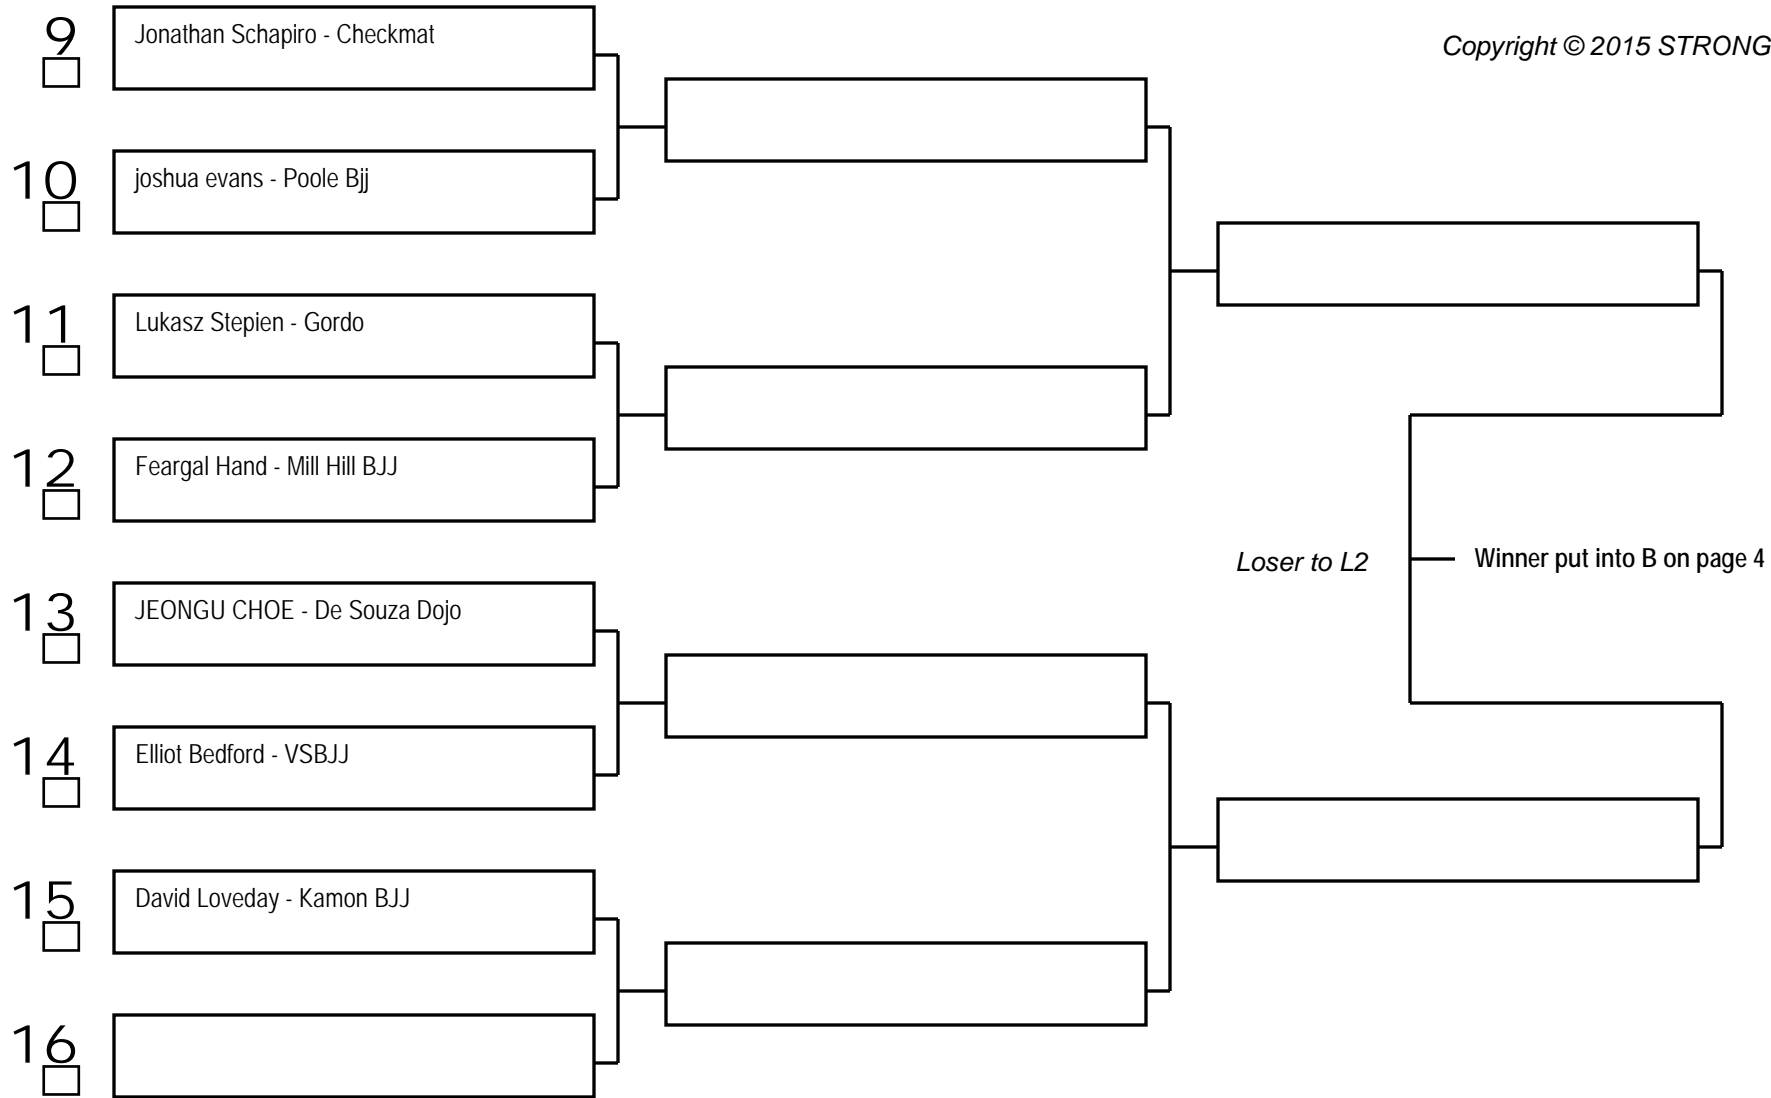 9
Jonathan Schapiro - Checkmat
Copyright © 2015 STRONG
10
joshua evans - Poole Bjj
11
Lukasz Stepien - Gordo
12
Feargal Hand - Mill Hill BJJ
Loser to L2
Winner put into B on page 4
13
JEONGU CHOE - De Souza Dojo
14
Elliot Bedford - VSBJJ
15
David Loveday - Kamon BJJ
16